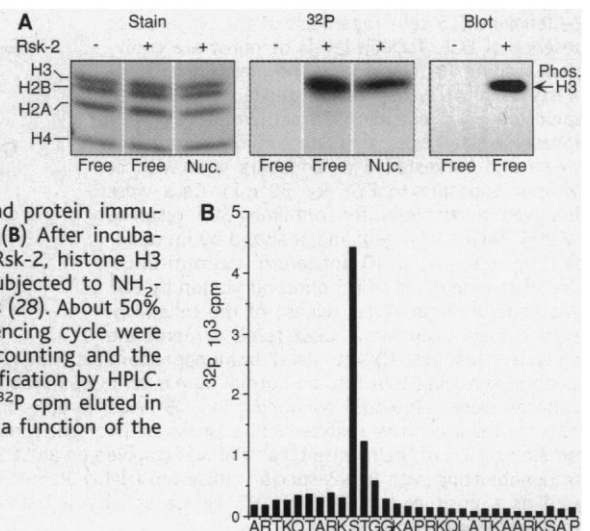 A
Stain
32P
Blot
Rsk-2
+
+
+
+
-
+
H3
H2B
H2A
H4
Phos.
H3
Free
Free
Nuc.
Free
Free
Nuc.
Free
Free
d protein immu-
(B) After incuba-
Rsk-2, histone H3
ubjected to NH2
(28). About 50%
encing cycle were
counting and the
ification by HPLC.
32P cpm eluted in
a function of the
B
5
4
3
2
1
0
32P, 10³ cpm
ARTKQTARKSTGGKAPRKQLATKAARKSAP